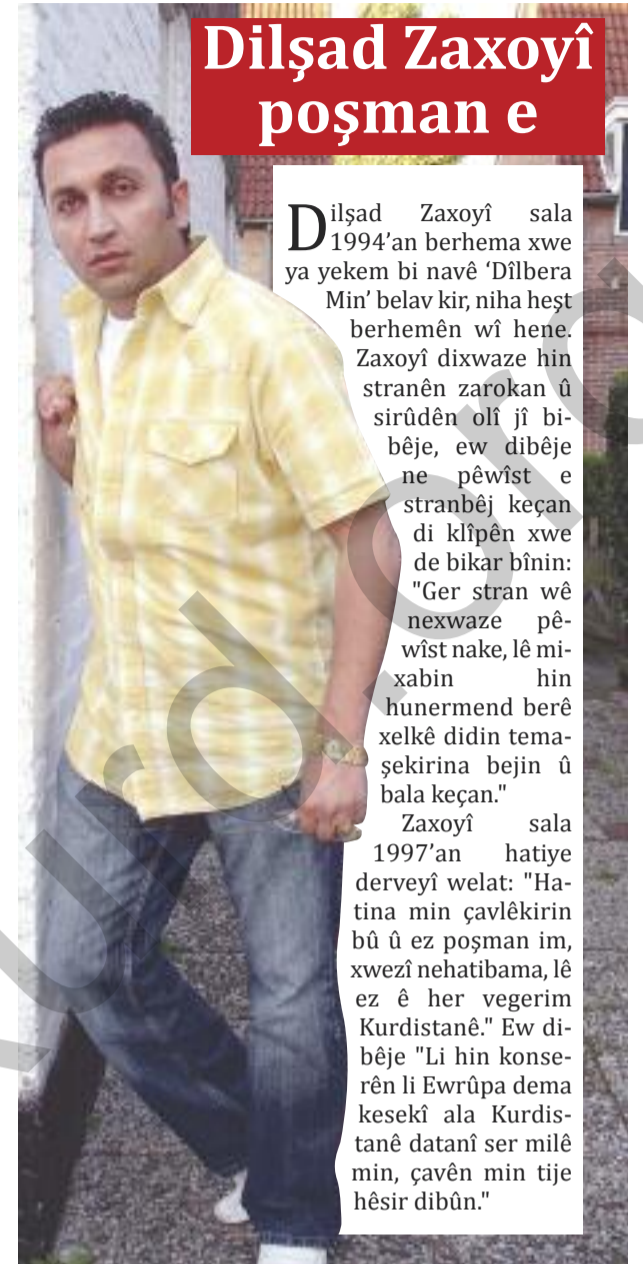 Dilşad Zaxoyî
poşman e
Dilşad Zaxoyî sala
1994'an berhema xwe
ya yekem bi navê 'Dîlbera
Min' belav kir, niha heşt
berhemên wî hene.
Zaxoyî dixwaze hin
stranên zarokan û
sirûdên olî jî bi-
bêje, ew dibêje
ne pêwîst e
stranbêj keçan
di klîpên xwe
de bikar bînin:
"Ger stran wê
nexwaze pê-
wîst nake, lê mi-
xabin hin
hunermend berê
xelkê didin tema-
şekirina bejin û
bala keçan."
Zaxoyî sala
1997'an hatiye
derveyî welat: "Ha-
tina min çavlêkirin
bû û ez poşman im,
xwezî nehatibama, lê
ez ê her vegerim
Kurdistanê." Ew di-
bêje "Li hin konse-
rên li Ewrûpa dema
kesekî ala Kurdis-
tanê datanî ser milê
min, çavên min tije
hêsir dibûn."